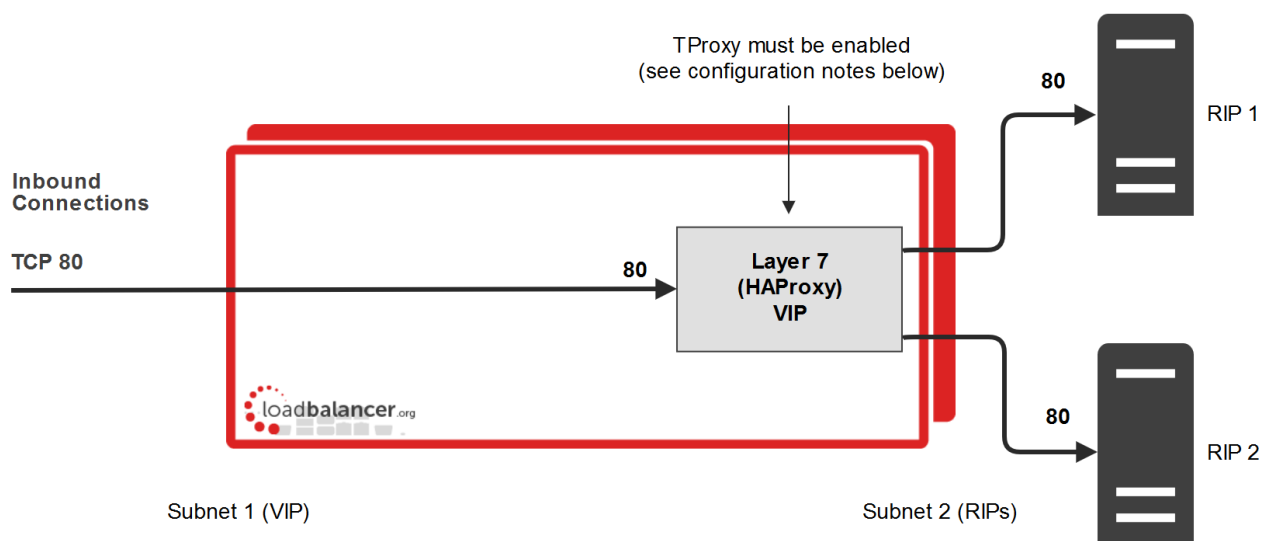 TProxy must be enabled
(see configuration notes below)
80
RIP 1
Inbound
Connections
TCP 80
80
Layer 7
(HAProxy)
VIP
loadbalancer.org
80
RIP 2
Subnet 1 (VIP)
Subnet 2 (RIPs)